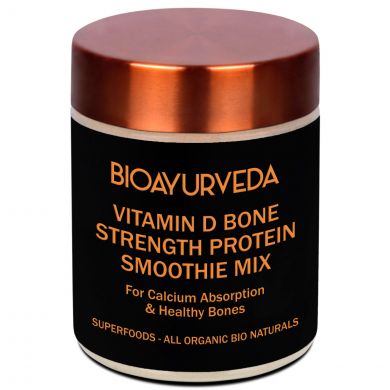 BIOAYURVEDA
VITAMIN D BONE
STRENGTH PROTEIN
SMOOTHIE MIX
For Calcium Absorption
& Healthy Bones
SUPERFOODS - ALL ORGANIC BIO NATURALS